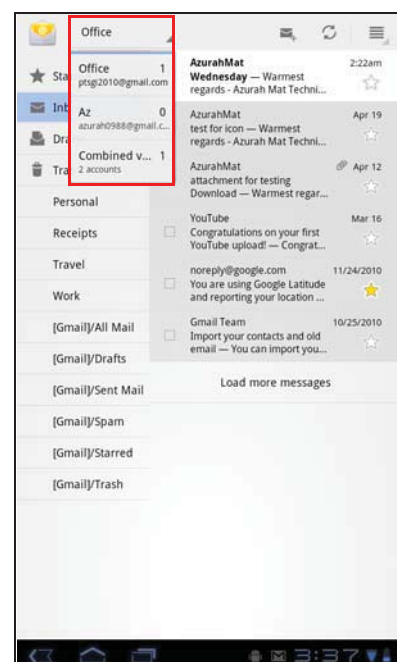 Office
Office 1
ptsgi2010@gmail.com
Az 0
azurah0988@gmail.c...
Combined v... 1
2 accounts
Sta
Inb
Dra
Tra
Personal
Receipts
Travel
Work
[Gmail]/All Mail
[Gmail]/Drafts
[Gmail]/Sent Mail
[Gmail]/Spam
[Gmail]/Starred
[Gmail]/Trash
AzurahMat 2:22am
Wednesday — Warmest
regards - Azurah Mat Techni...
AzurahMat Apr 19
test for icon — Warmest
regards - Azurah Mat Techni...
AzurahMat Apr 12
attachment for testing
Download — Warmest regar...
YouTube Mar 16
Congratulations on your first
YouTube upload! — Congrat...
noreply@google.com 11/24/2010
You are using Google Latitude
and reporting your location ...
Gmail Team 10/25/2010
Import your contacts and old
email — You can import you...
Load more messages
3:37